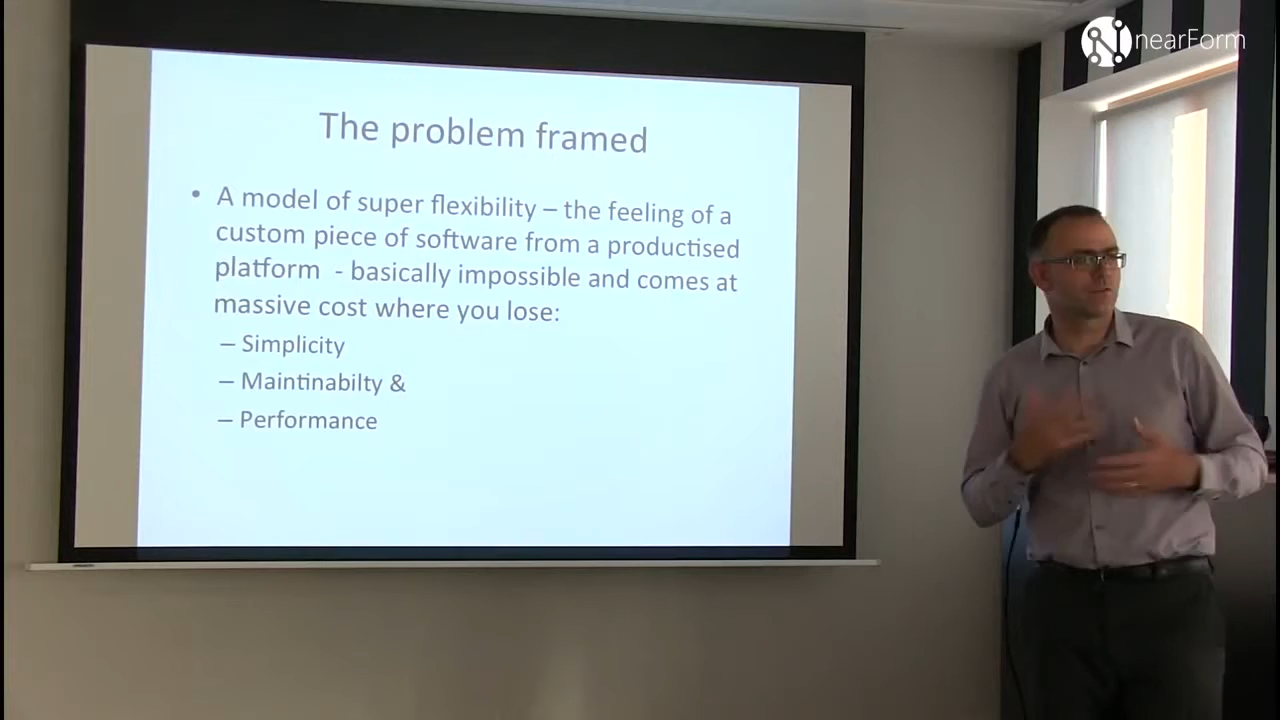 nearForm
The problem framed
• A model of super flexibility – the feeling of a
custom piece of software from a productised
platform - basically impossible and comes at
massive cost where you lose:
– Simplicity
– Maintinabilty &
– Performance